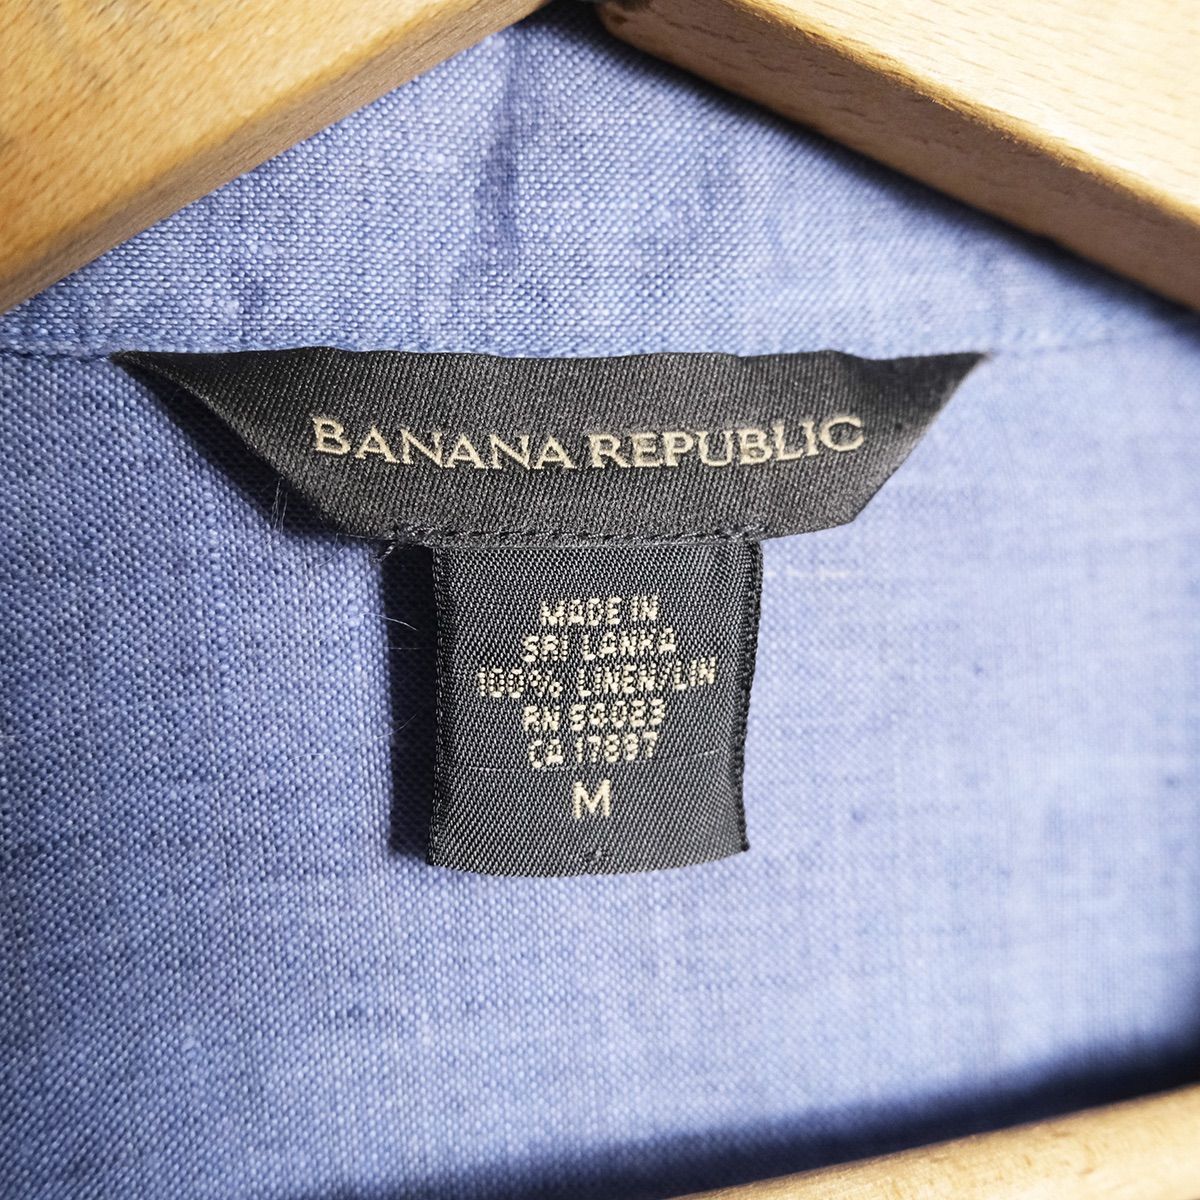 BANANA REPUBLIC
MADE IN
SRI LANKA
100% LINEN/LIN
RN 54023
CA 17897
M